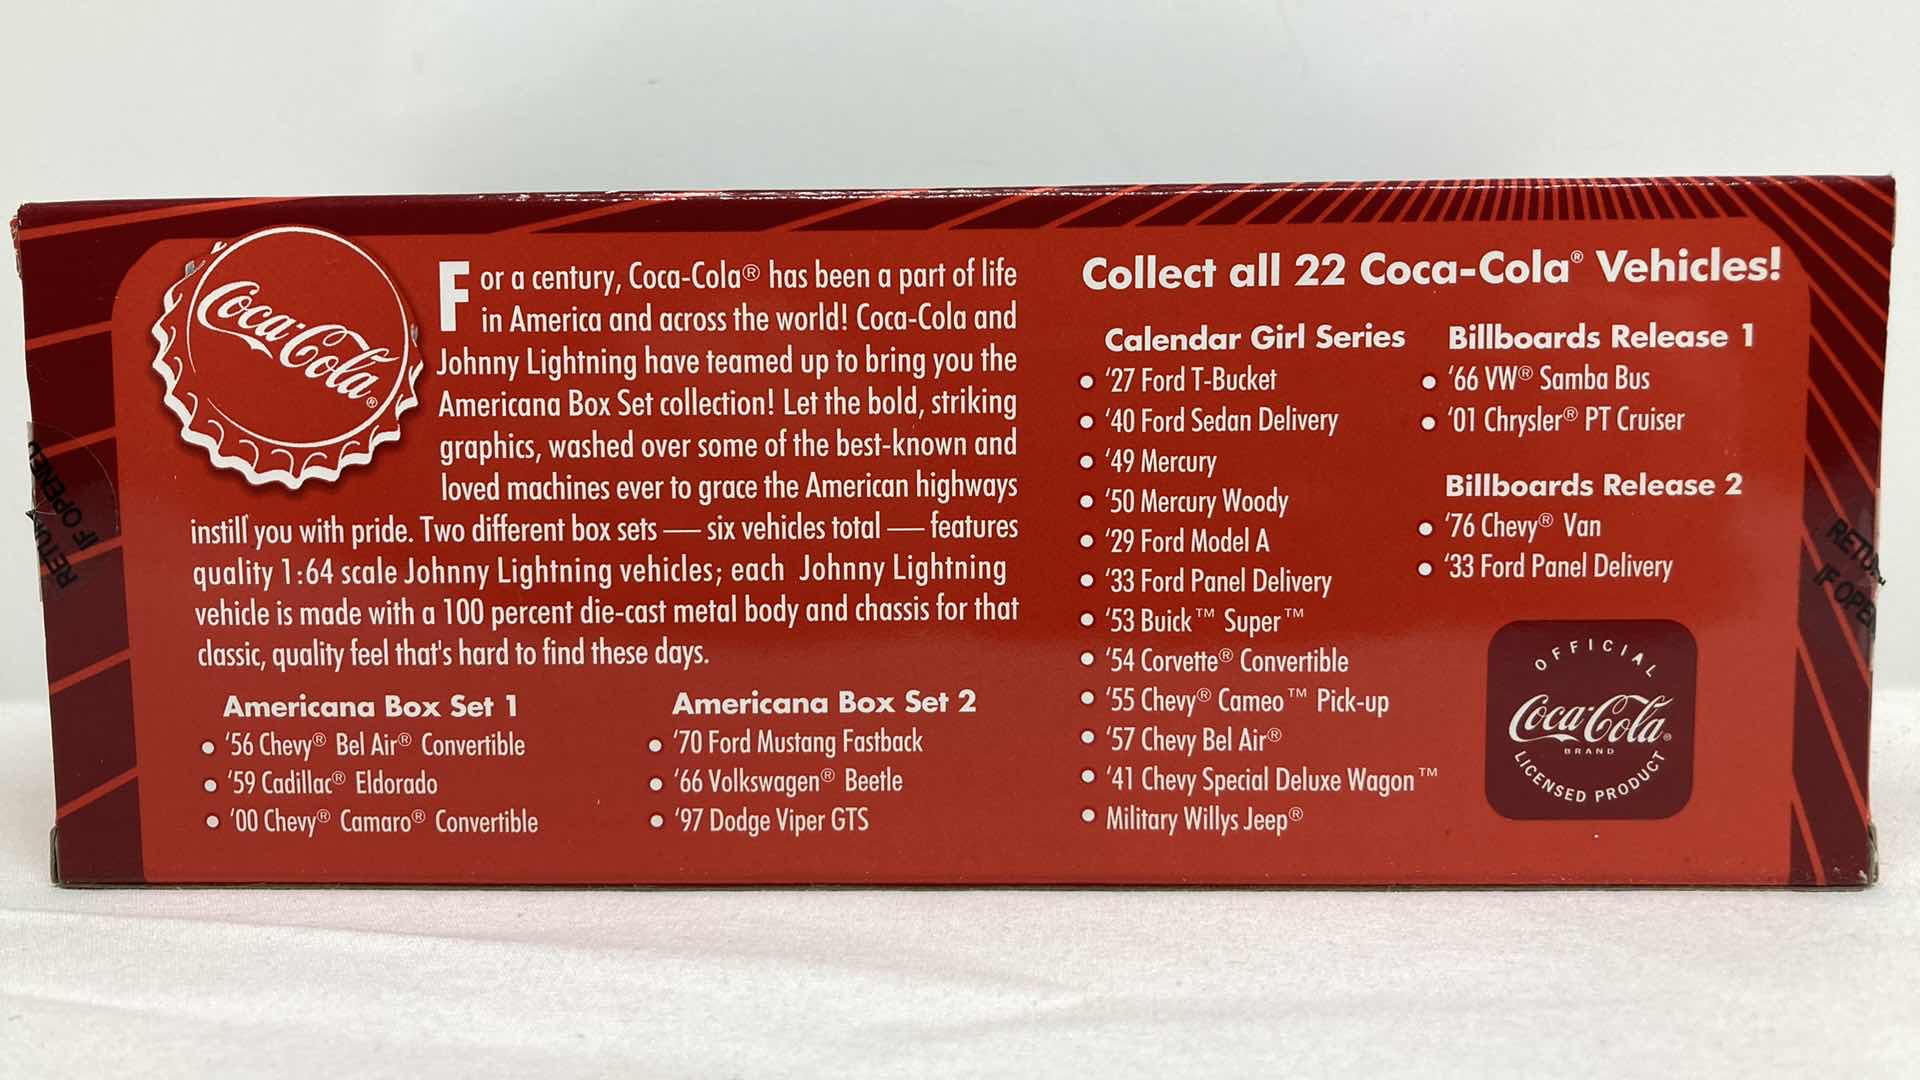 Coca-Cola®
For a century, Coca-Cola® has been a part of life
in America and across the world! Coca-Cola and
Johnny Lightning have teamed up to bring you the
Americana Box Set collection! Let the bold, striking
graphics, washed over some of the best-known and
loved machines ever to grace the American highways
instill you with pride. Two different box sets — six vehicles total — features
quality 1:64 scale Johnny Lightning vehicles; each Johnny Lightning
vehicle is made with a 100 percent die-cast metal body and chassis for that
classic, quality feel that's hard to find these days.
Americana Box Set 1
• ‘56 Chevy® Bel Air® Convertible
• ‘59 Cadillac® Eldorado
• ‘00 Chevy® Camaro® Convertible
Americana Box Set 2
• ‘70 Ford Mustang Fastback
• ‘66 Volkswagen® Beetle
• ‘97 Dodge Viper GTS
Collect all 22 Coca-Cola® Vehicles!
Calendar Girl Series
• ‘27 Ford T-Bucket
• ‘40 Ford Sedan Delivery
• ‘49 Mercury
• ‘50 Mercury Woody
• ‘29 Ford Model A
• ‘33 Ford Panel Delivery
• ‘53 Buick™ Super™
• ‘54 Corvette® Convertible
• ‘55 Chevy® Cameo™ Pick-up
• ‘57 Chevy Bel Air®
• ‘41 Chevy Special Deluxe Wagon™
• Military Willys Jeep®
Billboards Release 1
• ‘66 VW® Samba Bus
• ‘01 Chrysler® PT Cruiser
Billboards Release 2
• ‘76 Chevy® Van
• ‘33 Ford Panel Delivery
OFFICIAL
Coca-Cola®
BRAND
LICENSED PRODUCT
IF OPENED